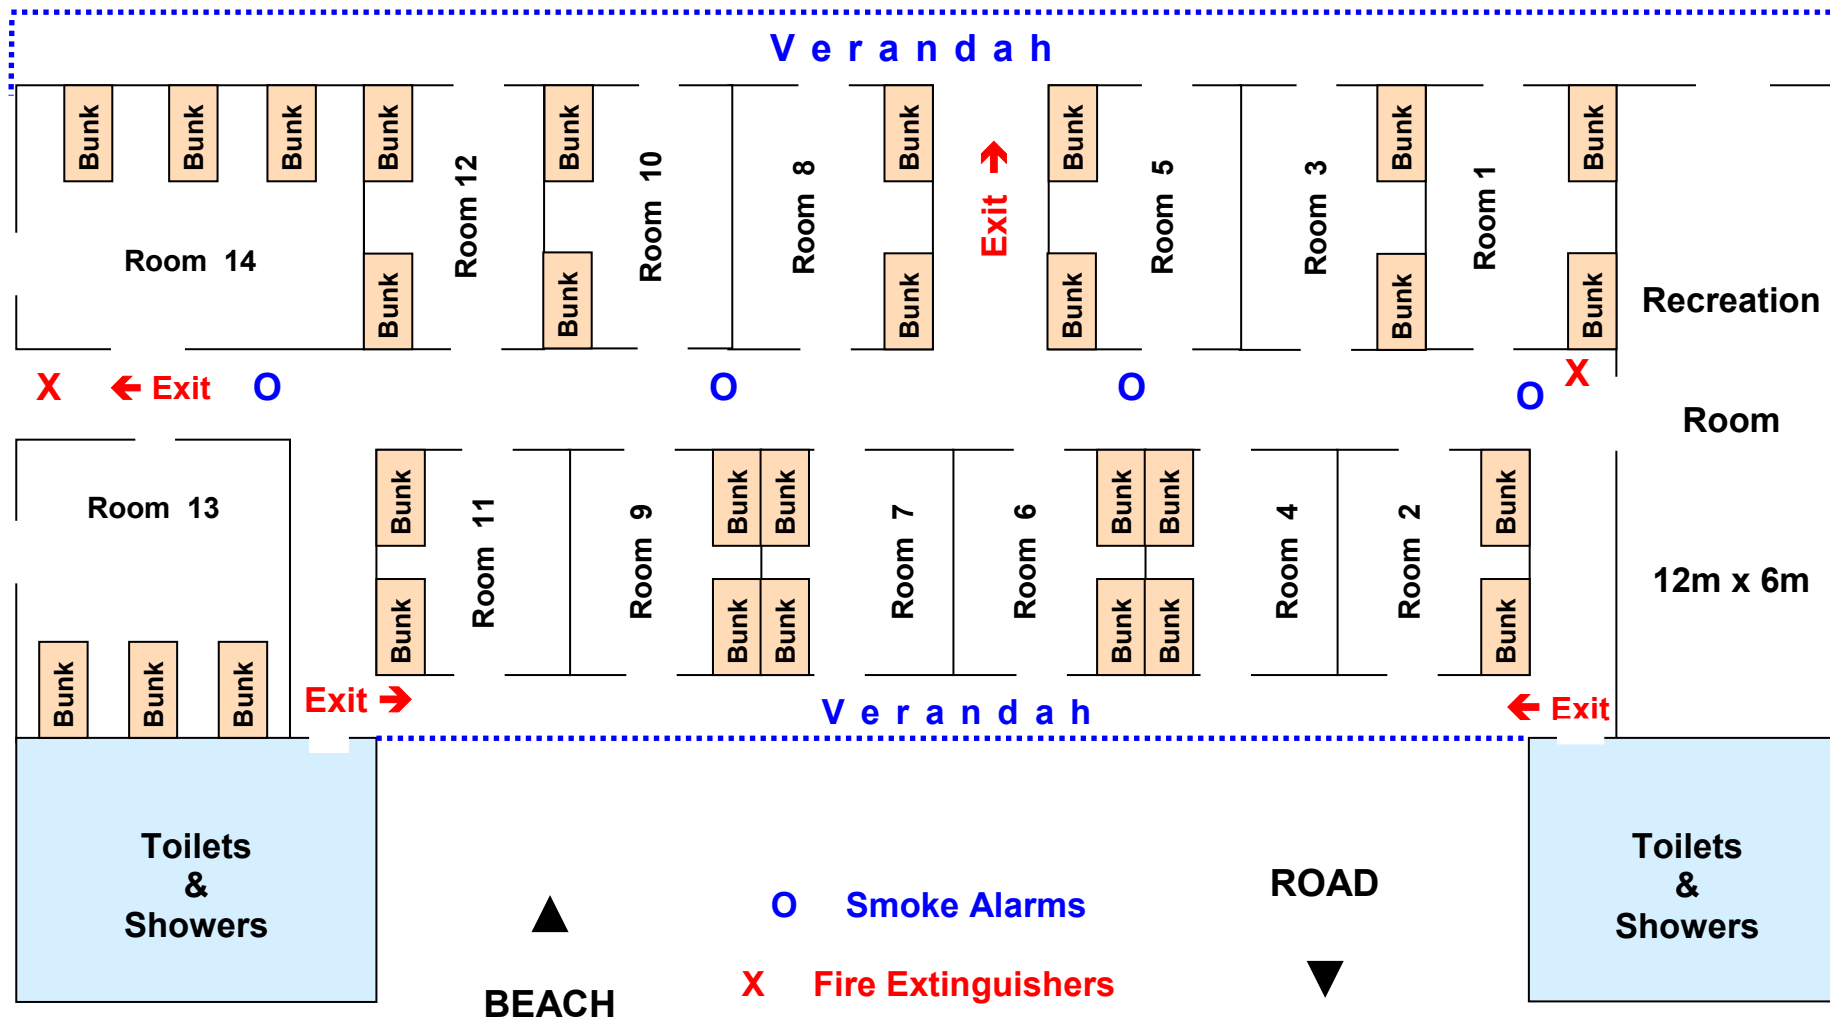 V e r a n d a h
Bunk
Bunk
Bunk
Bunk
Bunk
Bunk
Bunk
Bunk
Bunk
Room 12
Room 10
Room 8
Exit
Room 5
Room 3
Room 1
Room 14
Bunk
Bunk
Bunk
Bunk
Bunk
Bunk
Recreation
X
Exit
O
O
O
O
X
Room
Room 13
Bunk
Bunk
Bunk
Bunk
Bunk
Bunk
Room 11
Room 9
Room 7
Room 6
Room 4
Room 2
12m x 6m
Bunk
Bunk
Bunk
Bunk
Bunk
Bunk
Bunk
Bunk
Bunk
Exit
V e r a n d a h
Exit
Toilets
&
Showers
Toilets
&
Showers
ROAD
O Smoke Alarms
X Fire Extinguishers
BEACH